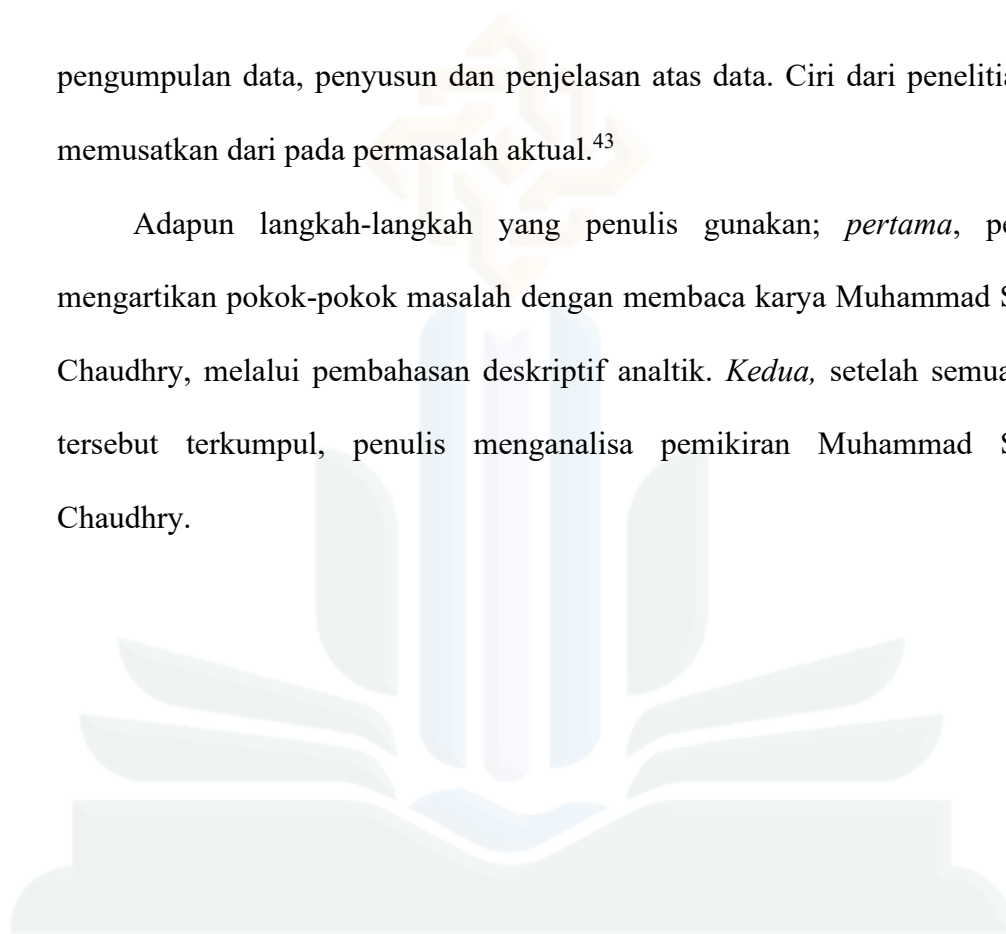 pengumpulan data, penyusun dan penjelasan atas data. Ciri dari
memusatkan dari pada permasalah aktual.⁴³
Adapun langkah-langkah yang penulis gunakan; pertama,
mengartikan pokok-pokok masalah dengan membaca karya Muhammad
Chaudhry, melalui pembahasan deskriptif analtik. Kedua, setelah semua
tersebut terkumpul, penulis menganalisa pemikiran Muhammad
Chaudhry.